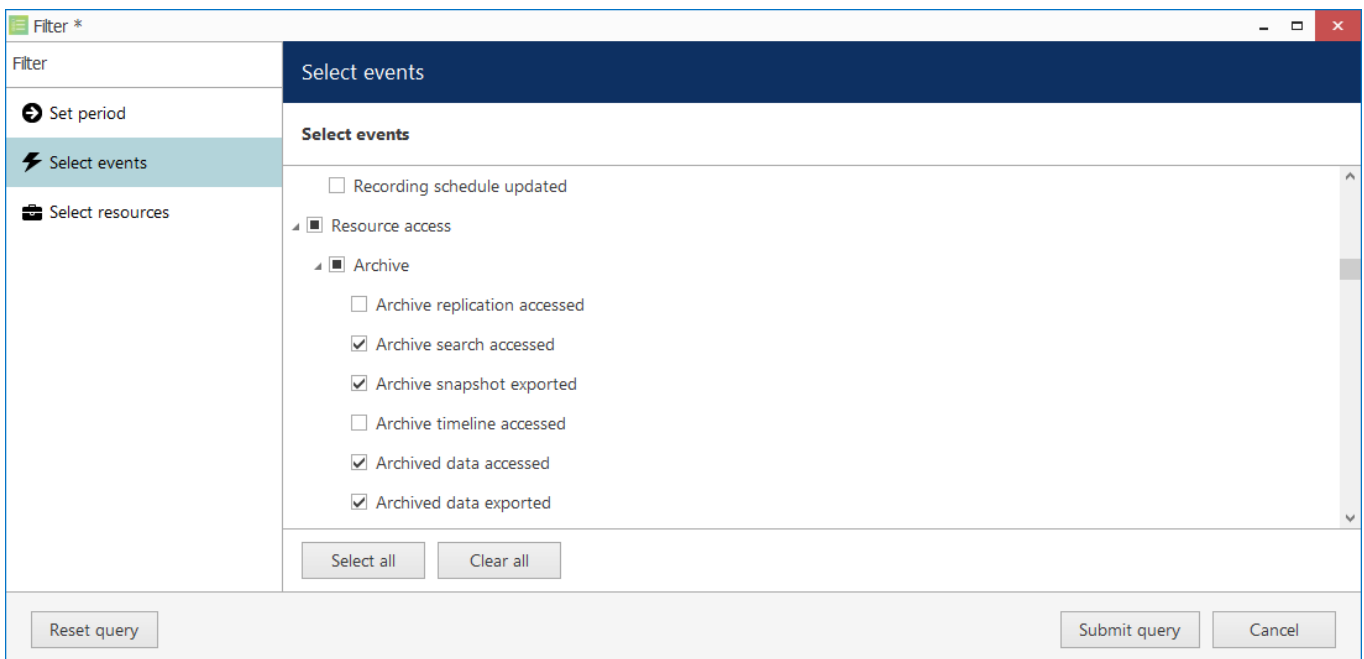 Filter *
Filter
Select events
Set period
Select events
Select events
Select resources
Recording schedule updated
Resource access
Archive
Archive replication accessed
Archive search accessed
Archive snapshot exported
Archive timeline accessed
Archived data accessed
Archived data exported
Select all Clear all
Reset query Submit query Cancel